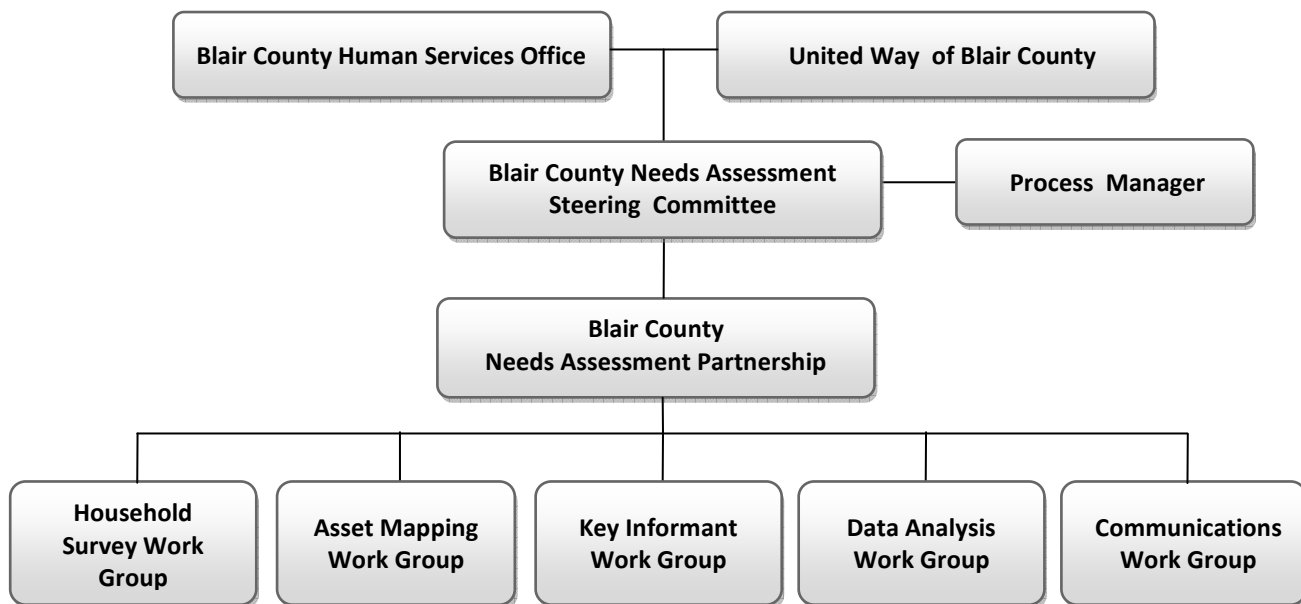 Blair County Human Services Office
United Way of Blair County
Blair County Needs Assessment
Steering Committee
Process Manager
Blair County
Needs Assessment Partnership
Household
Survey Work
Group
Asset Mapping
Work Group
Key Informant
Work Group
Data Analysis
Work Group
Communications
Work Group